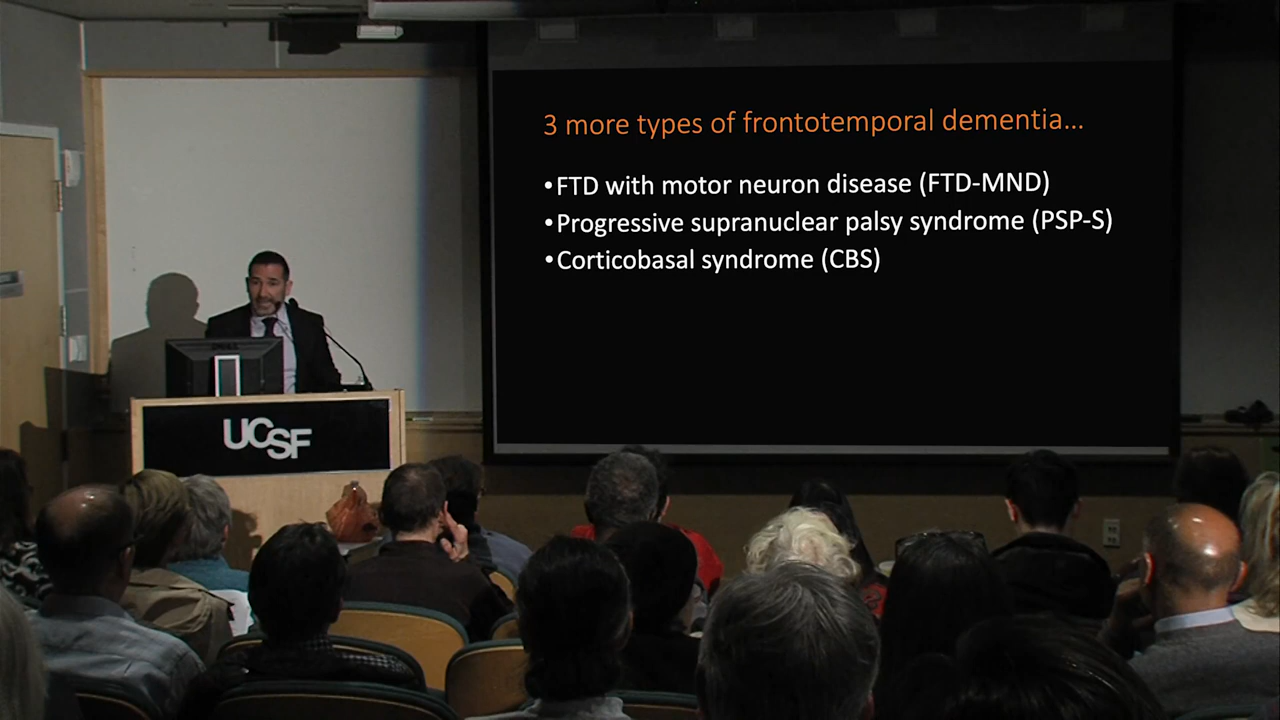 3 more types of frontotemporal dementia...
•FTD with motor neuron disease (FTD-MND)
•Progressive supranuclear palsy syndrome (PSP-S)
•Corticobasal syndrome (CBS)
DELL
UCSF